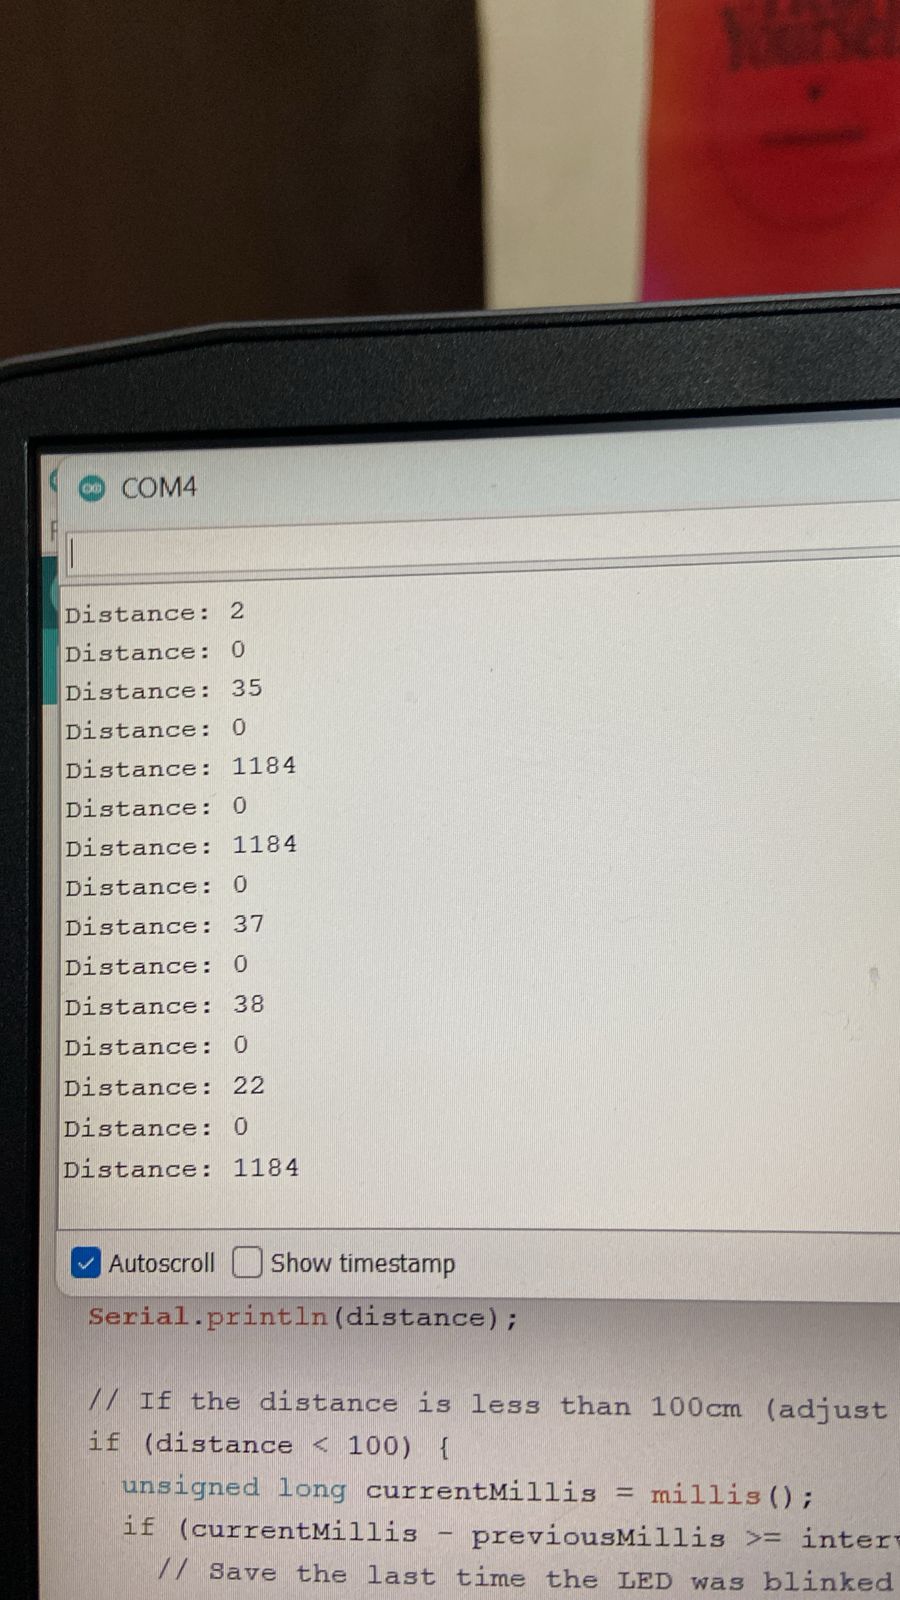 Yourself
COM4
Distance: 2
Distance: 0
Distance: 35
Distance: 0
Distance: 1184
Distance: 0
Distance: 1184
Distance: 0
Distance: 37
Distance: 0
Distance: 38
Distance: 0
Distance: 22
Distance: 0
Distance: 1184
Autoscroll Show timestamp
Serial.println(distance);
// If the distance is less than 100cm (adjust
if (distance < 100) {
unsigned long currentMillis = millis();
if (currentMillis - previousMillis >=
// Save the last time the LED was blinked